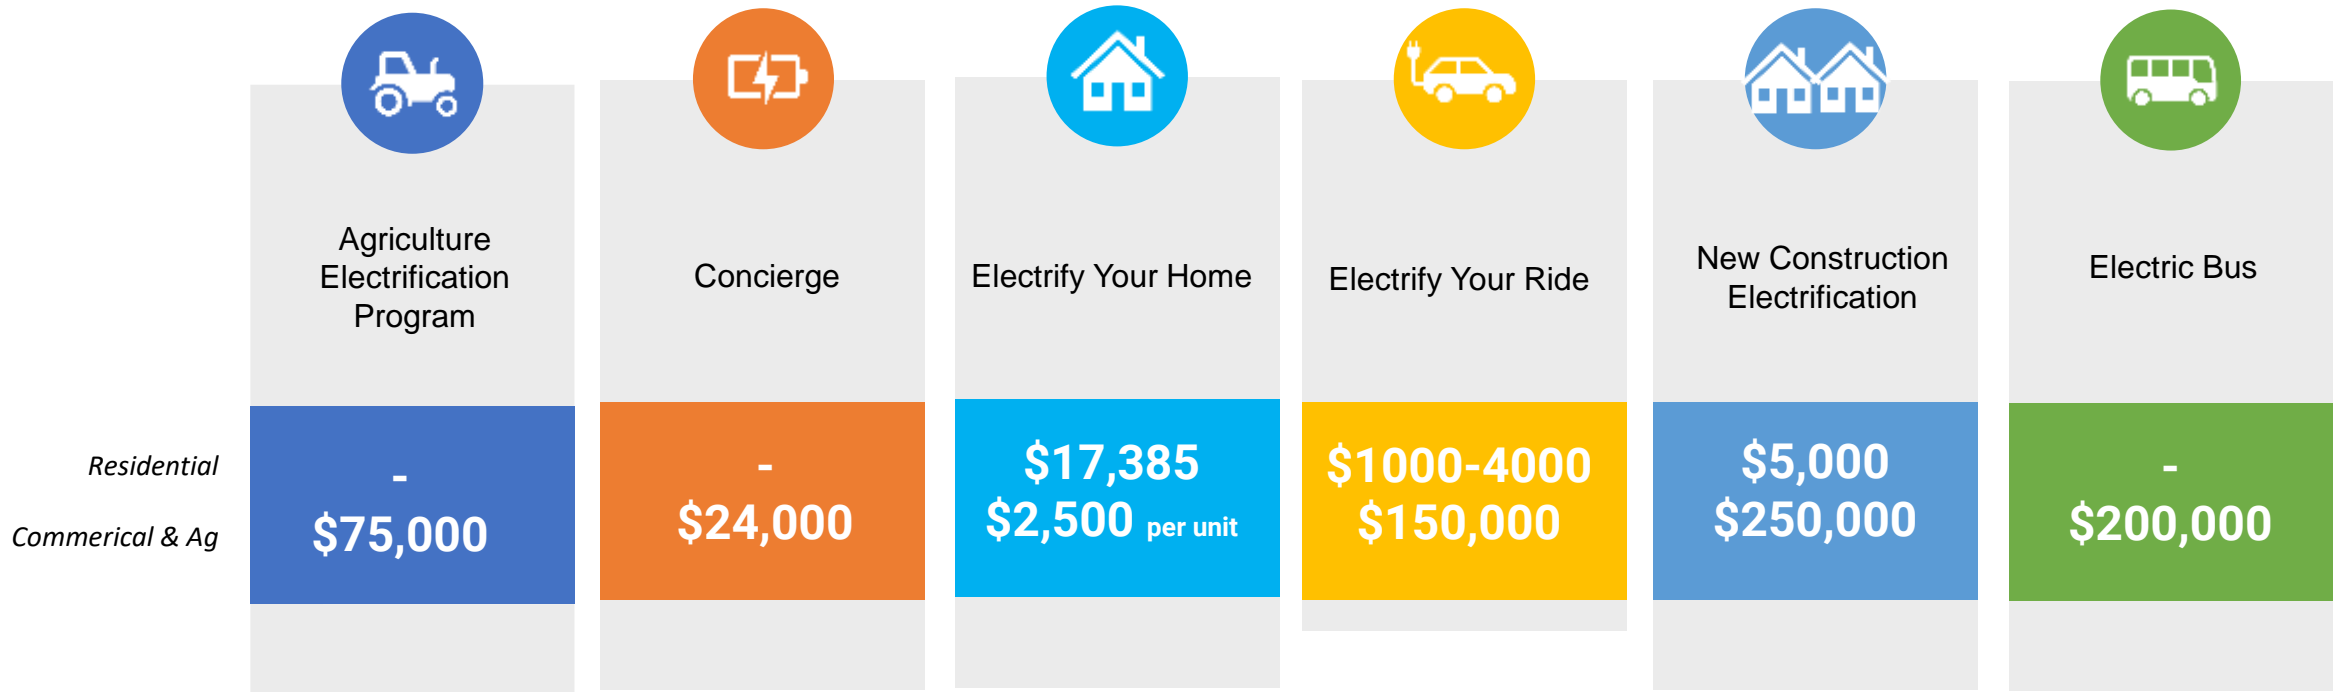 Agriculture
Electrification
Program
Concierge
Electrify Your Home
Electrify Your Ride
New Construction
Electrification
Electric Bus
Residential
Commerical & Ag
-
$75,000
-
$24,000
$17,385
$2,500 per unit
$1000-4000
$150,000
$5,000
$250,000
-
$200,000